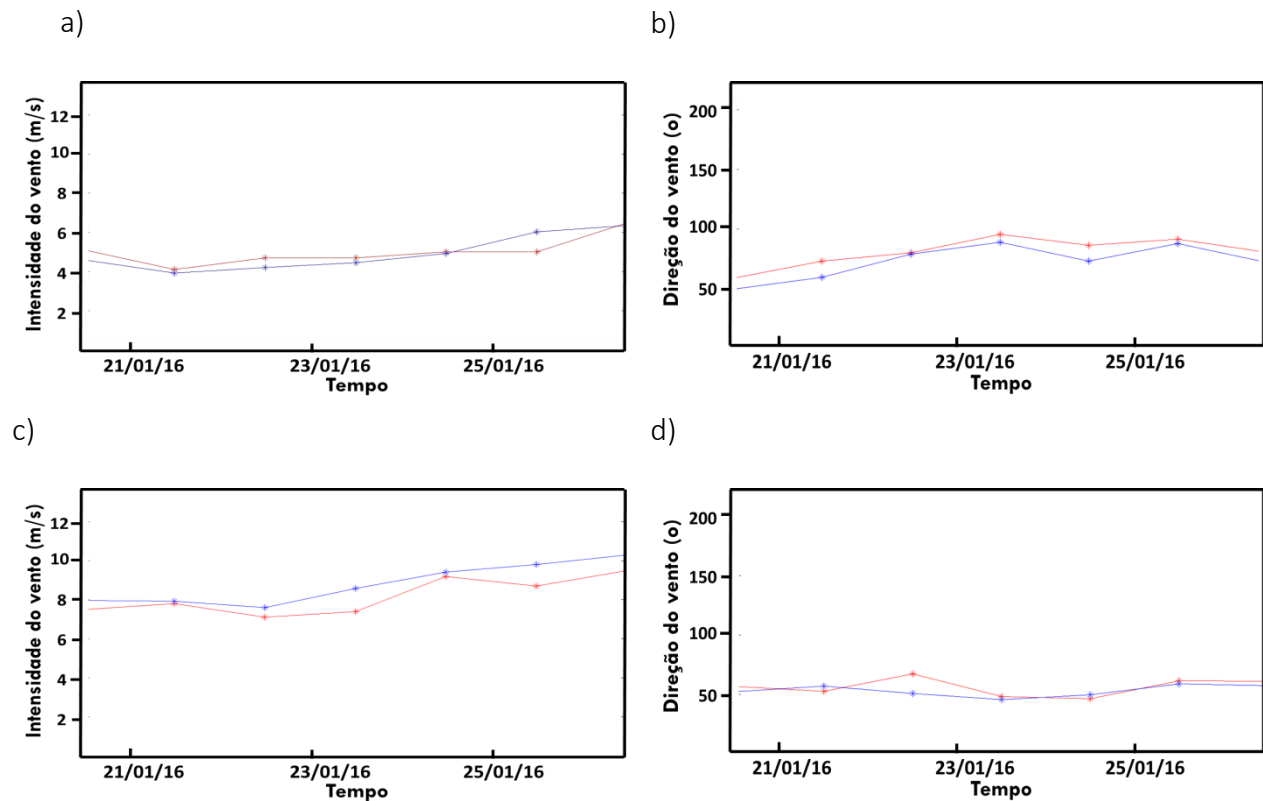 a)
Intensidade do vento (m/s)
12
10
8
6
4
2
21/01/16 23/01/16 25/01/16
Tempo
b)
Direção do vento (o)
200
150
100
50
21/01/16 23/01/16 25/01/16
Tempo
c)
Intensidade do vento (m/s)
12
10
8
6
4
2
21/01/16 23/01/16 25/01/16
Tempo
d)
Direção do vento (o)
200
150
100
50
21/01/16 23/01/16 25/01/16
Tempo